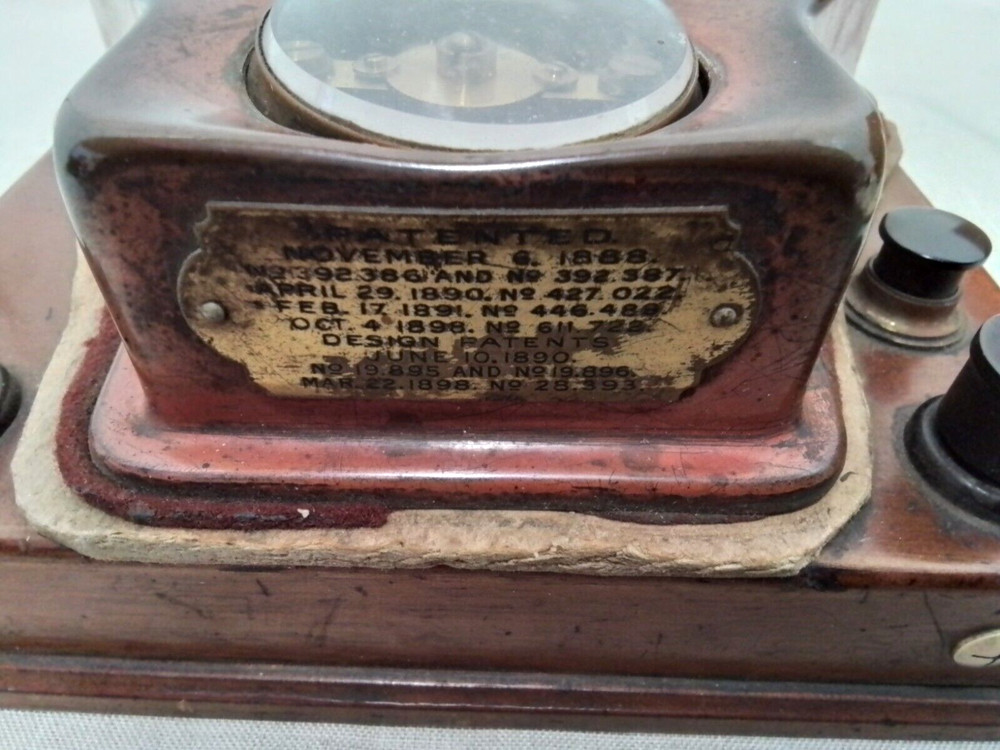 PATENTED
NOVEMBER 6, 1888.
Nº 392.386 AND Nº 392.387
APRIL 29. 1890. Nº 427.022
FEB. 17 1891. Nº 446.489
OCT. 4 1898. Nº 611.722
DESIGN PATENTS
JUNE 10. 1890.
Nº 19.895 AND Nº 19.896.
MAR. 22. 1898. Nº 28.393.